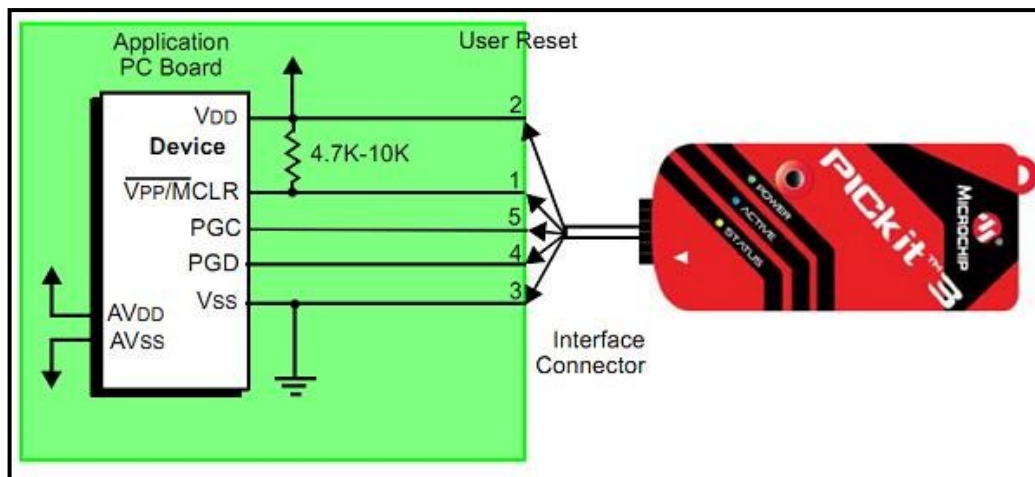 Application
PC Board
User Reset
VDD
2
Device
4.7K-10K
VPP/MCLR
1
PGC
5
PGD
4
VSS
3
AVDD
AVSS
Interface
Connector
POWER
ACTIVE
STATUS
PICkit™ 3
MICROCHIP